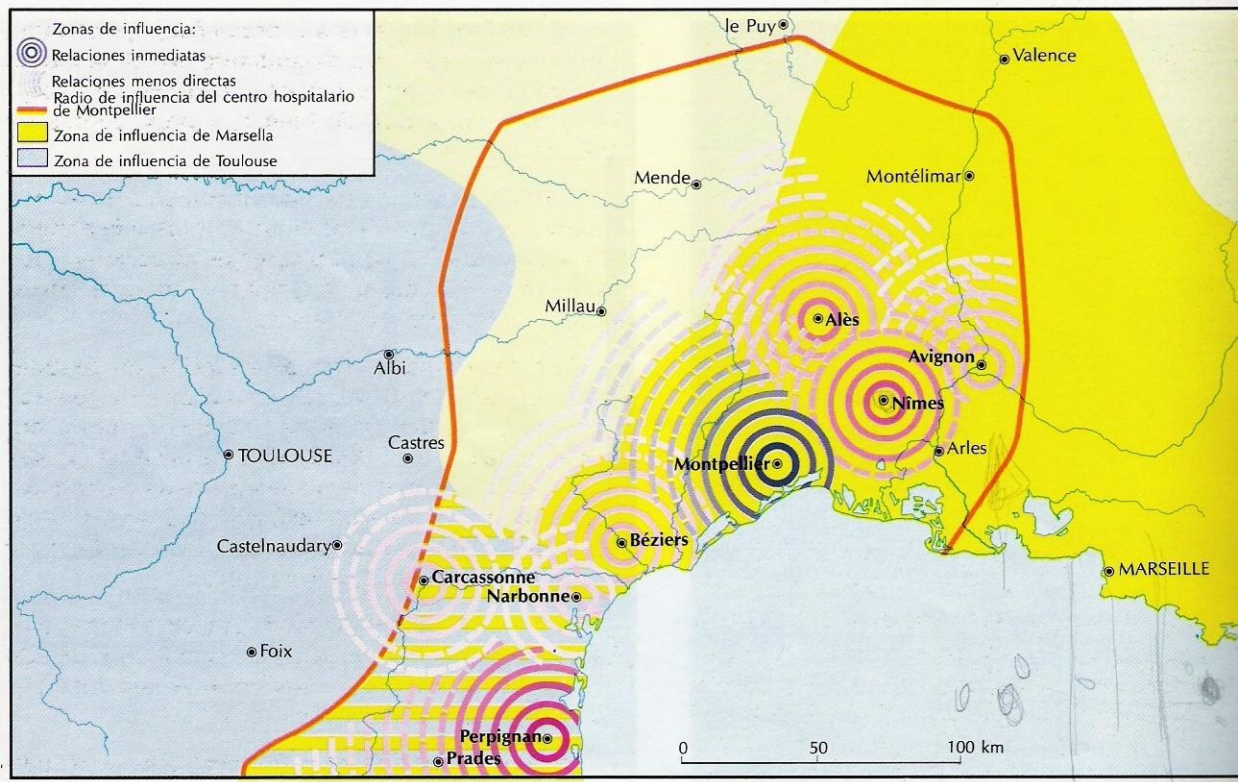 Zonas de influencia:
Relaciones inmediatas
Relaciones menos directas
Radio de influencia del centro hospitalario
de Montpellier
Zona de influencia de Marsella
Zona de influencia de Toulouse
le Puy
Valence
Mende
Montélimar
Millau
Alès
Albi
Avignon
Nîmes
Castres
TOULOUSE
Montpellier
Arles
Castelnaudary
Béziers
Carcassonne
MARSEILLE
Narbonne
Foix
Perpignan
Prades
0 50 100 km